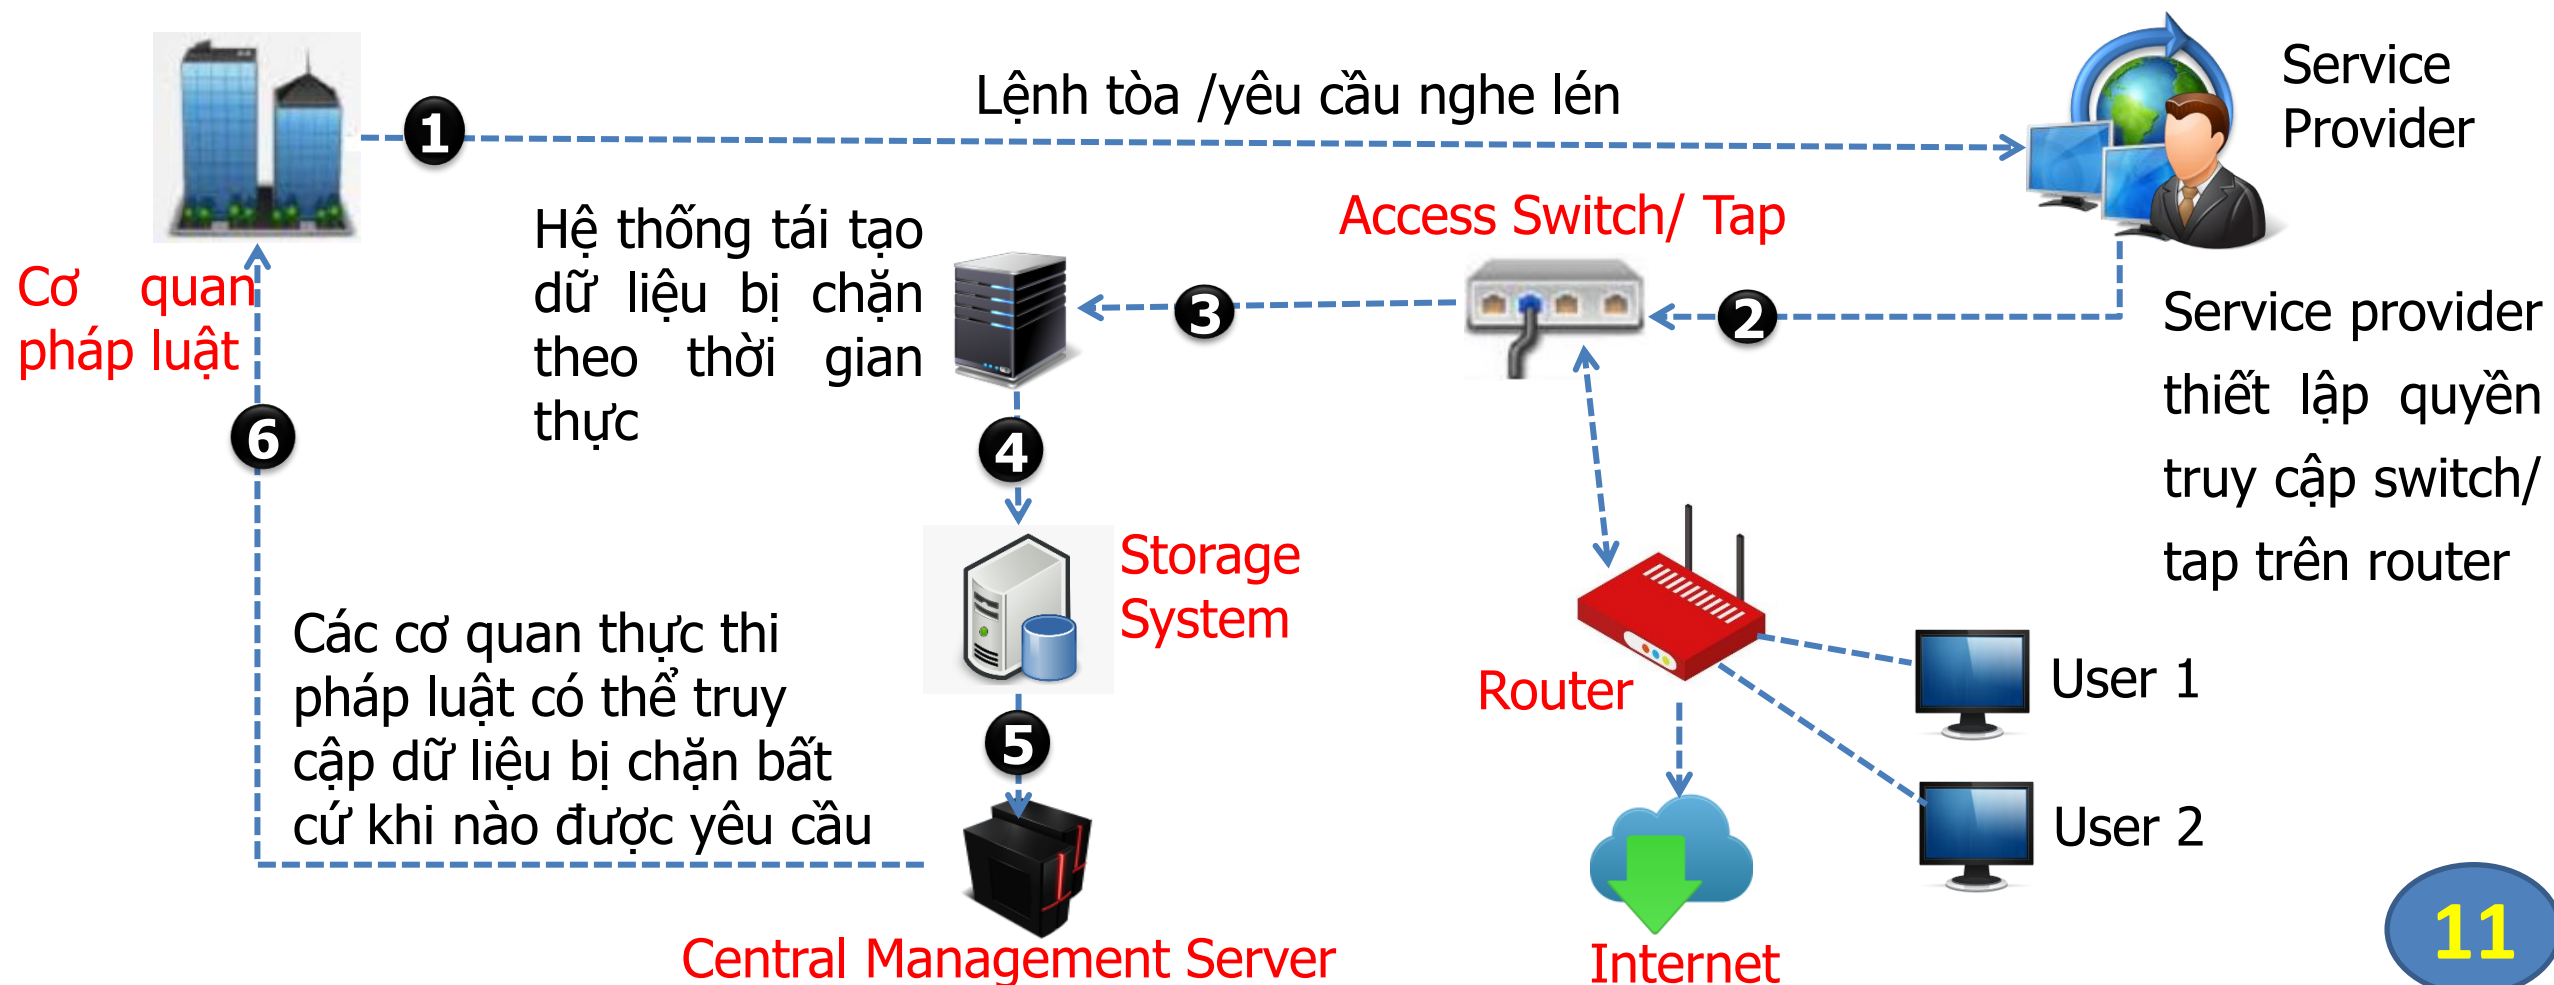 1
Lệnh tòa /yêu cầu nghe lén
Service
Provider
Cơ quan
pháp luật
Hệ thống tái tạo
dữ liệu bị chặn
theo thời gian
thực
3
Access Switch/ Tap
2
Service provider
thiết lập quyền
truy cập switch/
tap trên router
6
4
Storage
System
Các cơ quan thực thi
pháp luật có thể truy
cập dữ liệu bị chặn bất
cứ khi nào được yêu cầu
5
Router
User 1
User 2
Central Management Server
Internet
11